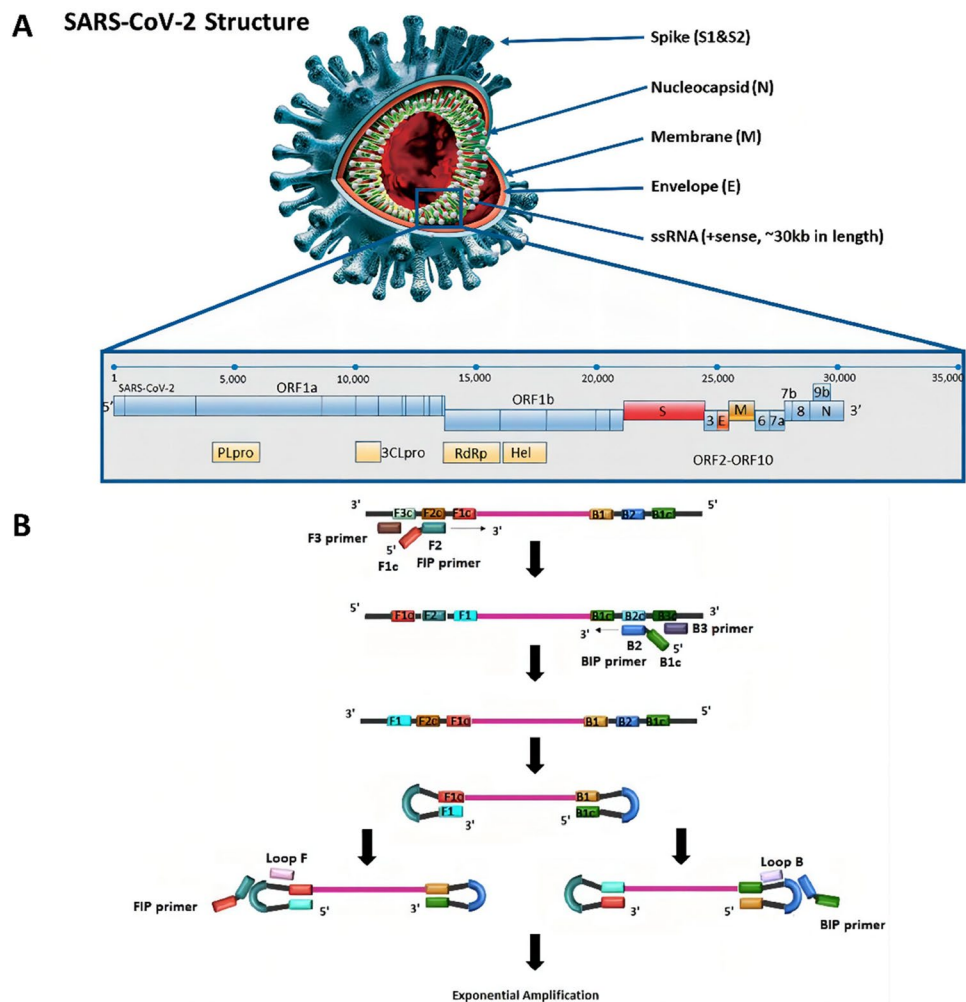 A SARS-CoV-2 Structure
Spike (S1&S2)
Nucleocapsid (N)
Membrane (M)
Envelope (E)
ssRNA (+sense, ~30kb in length)
1 5,000 10,000 15,000 20,000 25,000 30,000 35,000
SARS-CoV-2 ORF1a ORF1b 7b 9b
5' S 3 E M 6 7a 8 N 3'
PLpro 3CLpro RdRp Hel ORF2-ORF10
B
3' F3c F2c F1c B1 B2 B1c 5'
F3 primer 5' F2 3'
F1c FIP primer
5' F1c F2 F1 B1c B2c B3c 3'
3' B2 5' B3 primer
BIP primer B1c
3' F1 F2c F1c B1 B2 B1c 5'
F1c B1
F1 3' 5' B1c
Loop F Loop B
FIP primer 5' 3' 3' 5' BIP primer
Exponential Amplification